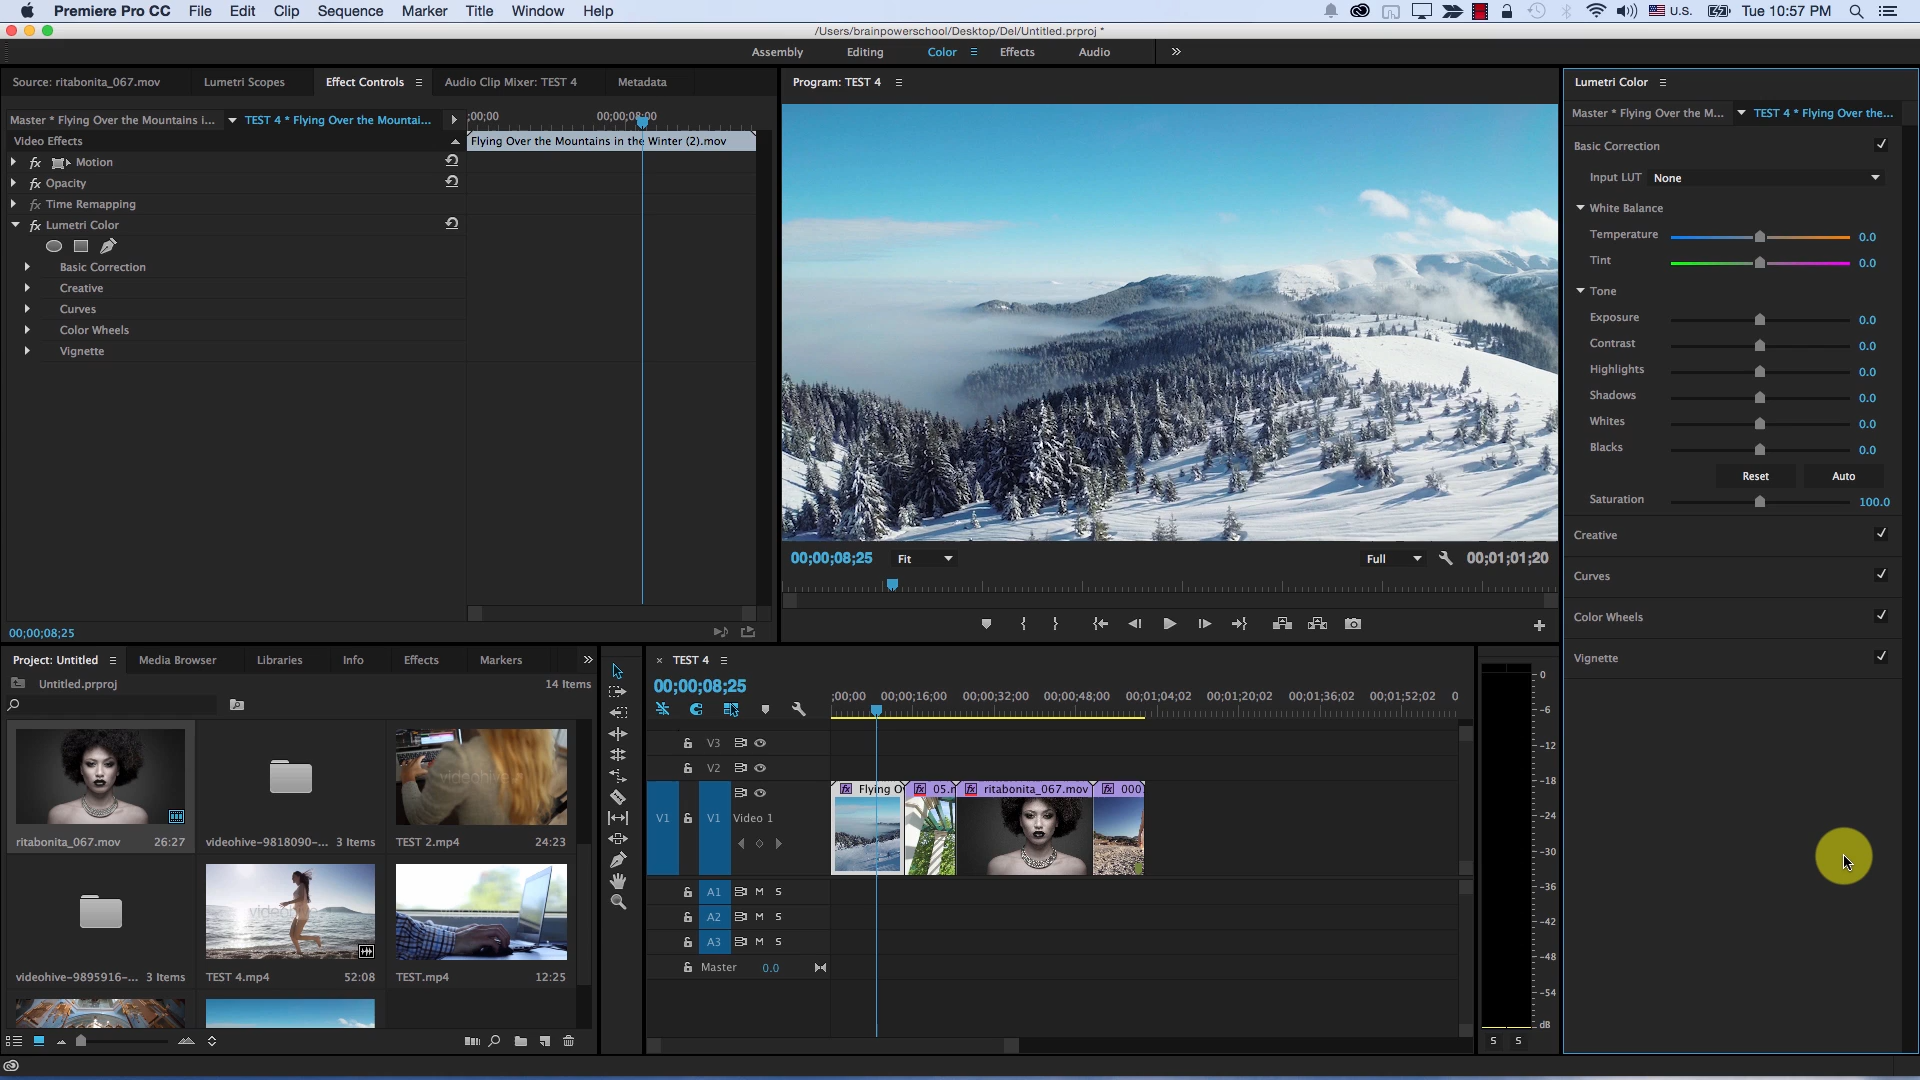 Premiere Pro CC File Edit Clip Sequence Marker Title Window Help U.S. Tue 10:57 PM
/Users/brainpowerschool/Desktop/Del/Untitled.prproj *
Assembly Editing Color Effects Audio
Source: ritabonita_067.mov Lumetri Scopes Effect Controls Audio Clip Mixer: TEST 4 Metadata
Master * Flying Over the Mountains i... TEST 4 * Flying Over the Mountai...
;00;00 00;00;08;00
Video Effects
Flying Over the Mountains in the Winter (2).mov
fx Motion
fx Opacity
fx Time Remapping
fx Lumetri Color
Basic Correction
Creative
Curves
Color Wheels
Vignette
00;00;08;25
Program: TEST 4
00;00;08;25 Fit Full 00;01;01;20
Lumetri Color
Master * Flying Over the M... TEST 4 * Flying Over the...
Basic Correction
Input LUT None
White Balance
Temperature 0.0
Tint 0.0
Tone
Exposure 0.0
Contrast 0.0
Highlights 0.0
Shadows 0.0
Whites 0.0
Blacks 0.0
Reset Auto
Saturation 100.0
Creative
Curves
Color Wheels
Vignette
Project: Untitled Media Browser Libraries Info Effects Markers
Untitled.prproj 14 Items
ritabonita_067.mov 26:27
videohive-9818090-... 3 Items
TEST 2.mp4 24:23
videohive-9895916-... 3 Items
TEST 4.mp4 52:08
TEST.mp4 12:25
× TEST 4
00;00;08;25
;00;00 00;00;16;00 00;00;32;00 00;00;48;00 00;01;04;02 00;01;20;02 00;01;36;02 00;01;52;02 0
V3
V2
V1 V1 Video 1
fx Flying O fx 05.m fx ritabonita_067.mov fx 000
A1 M S
A2 M S
A3 M S
Master 0.0
0
-6
-12
-18
-24
-30
-36
-42
-48
-54
dB
S S